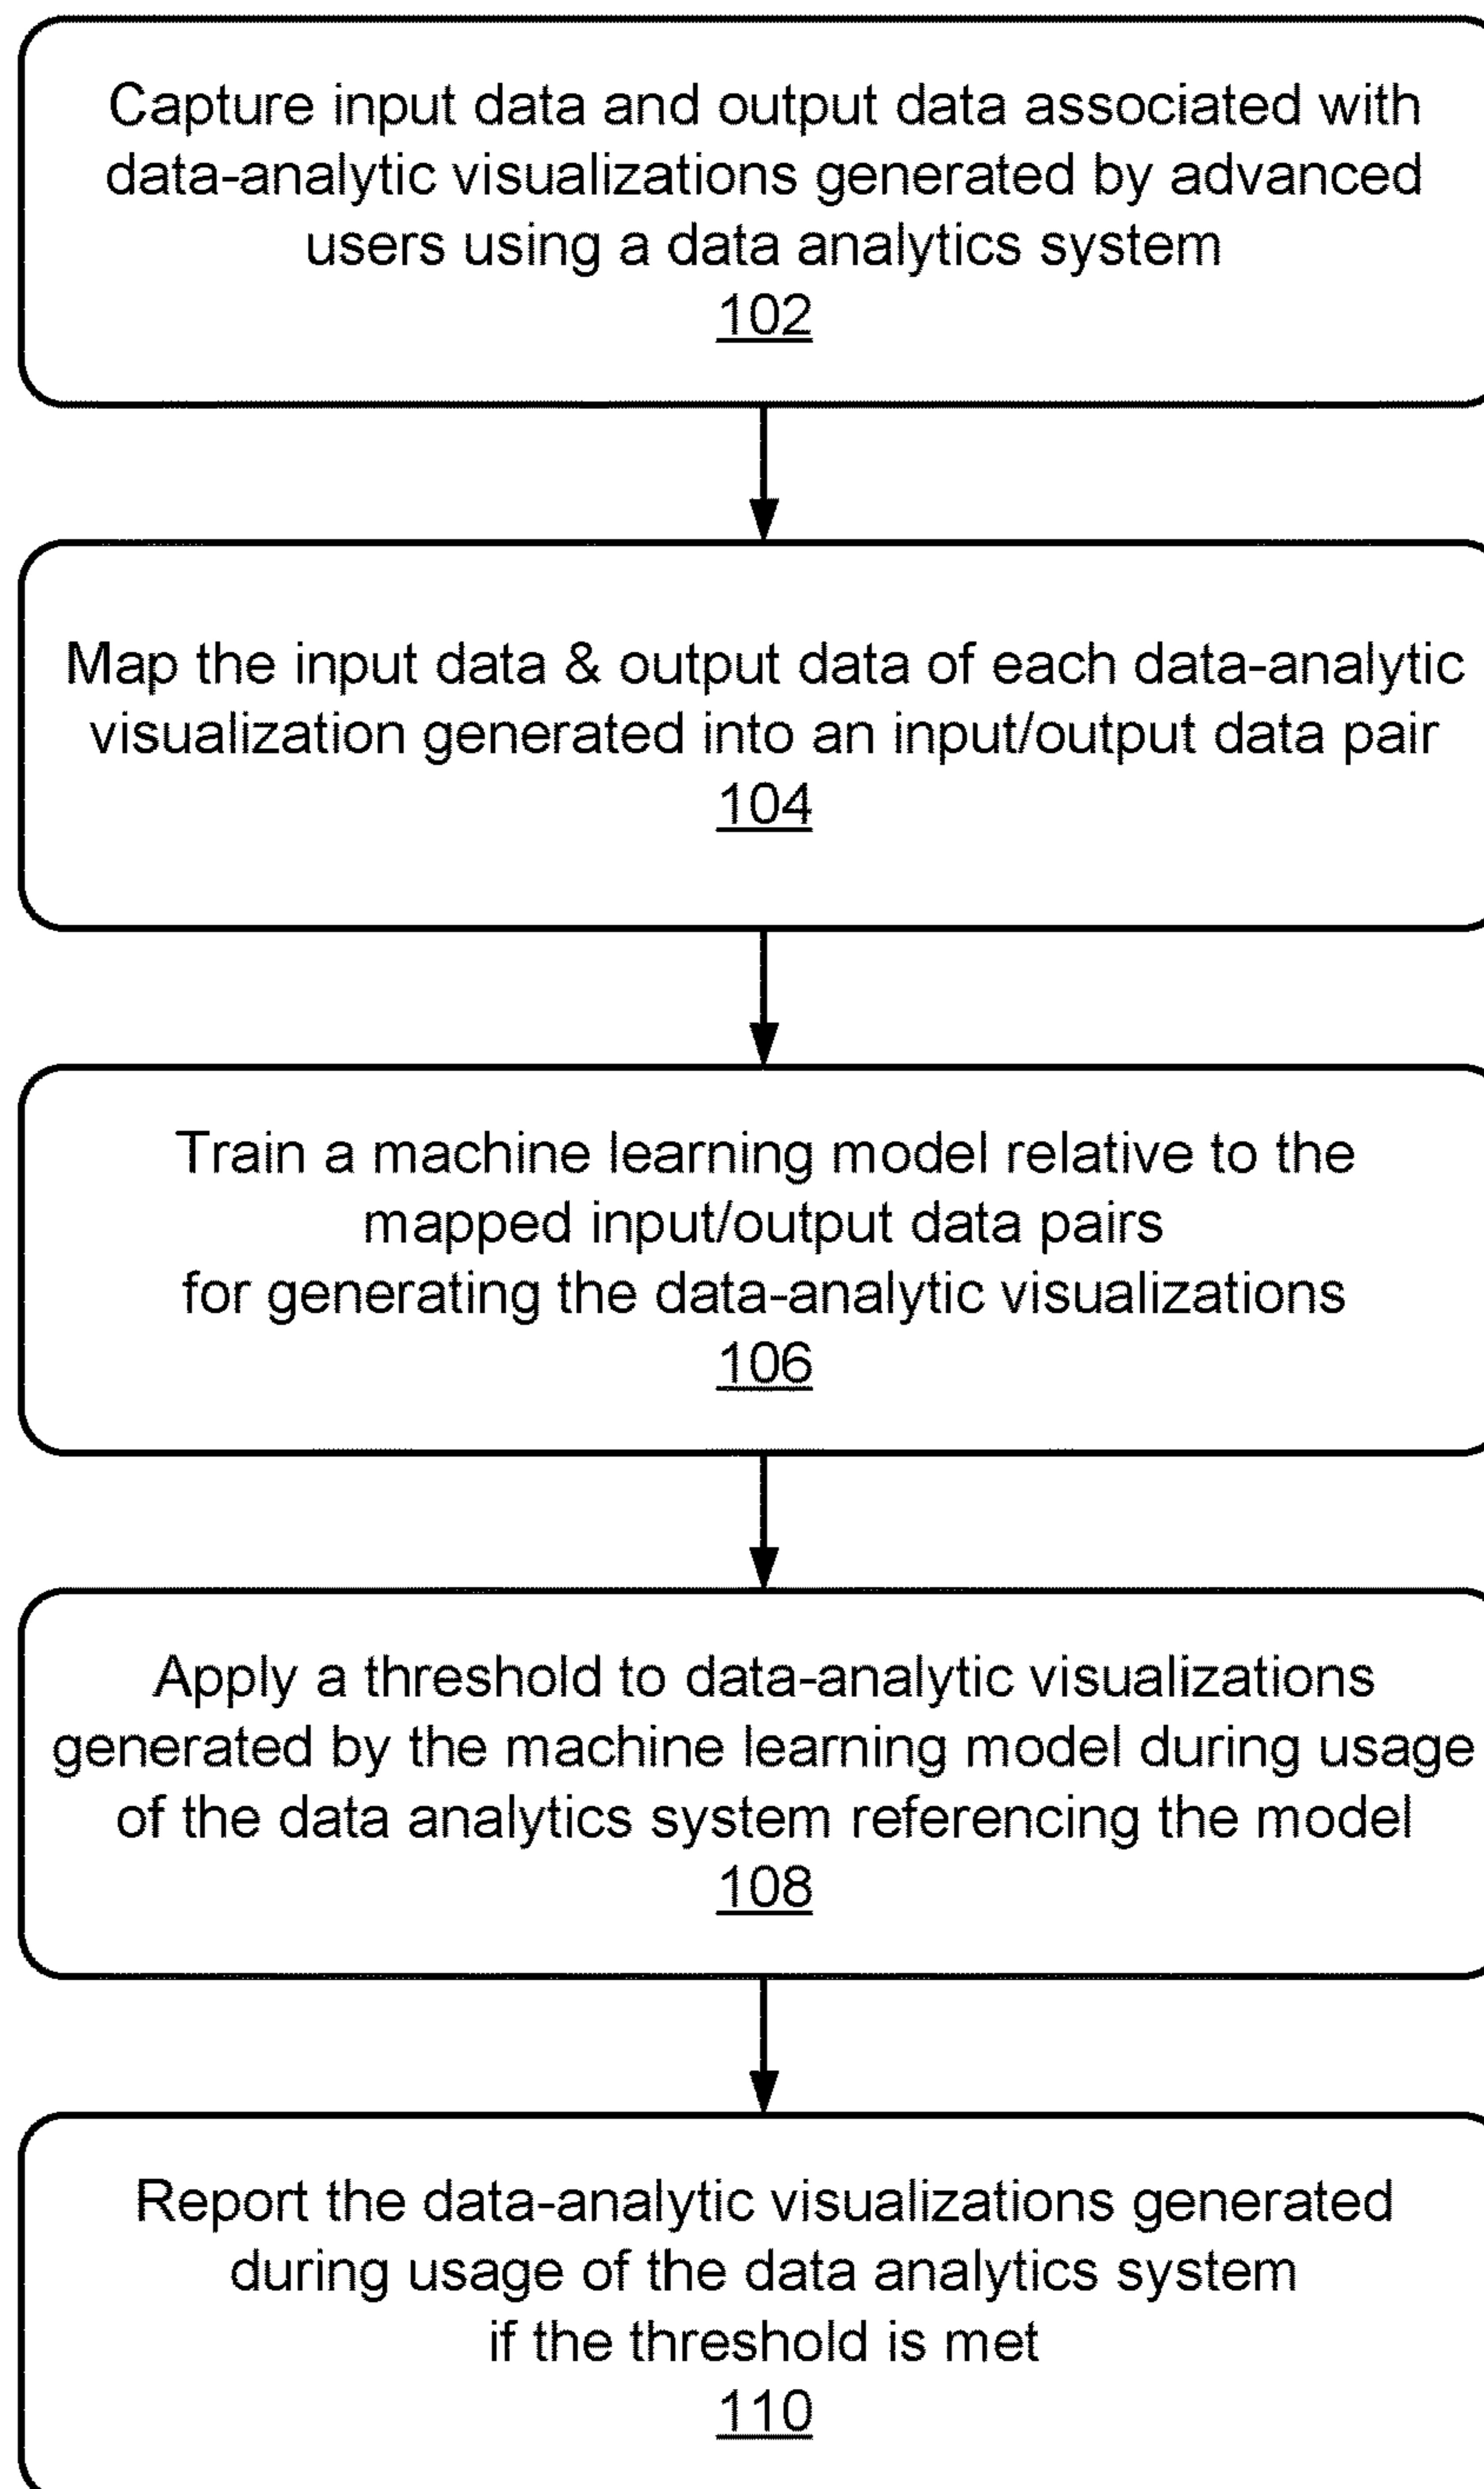 Capture input data and output data associated with
data-analytic visualizations generated by advanced
users using a data analytics system
102
Map the input data & output data of each data-analytic
visualization generated into an input/output data pair
104
Train a machine learning model relative to the
mapped input/output data pairs
for generating the data-analytic visualizations
106
Apply a threshold to data-analytic visualizations
generated by the machine learning model during usage
of the data analytics system referencing the model
108
Report the data-analytic visualizations generated
during usage of the data analytics system
if the threshold is met
110